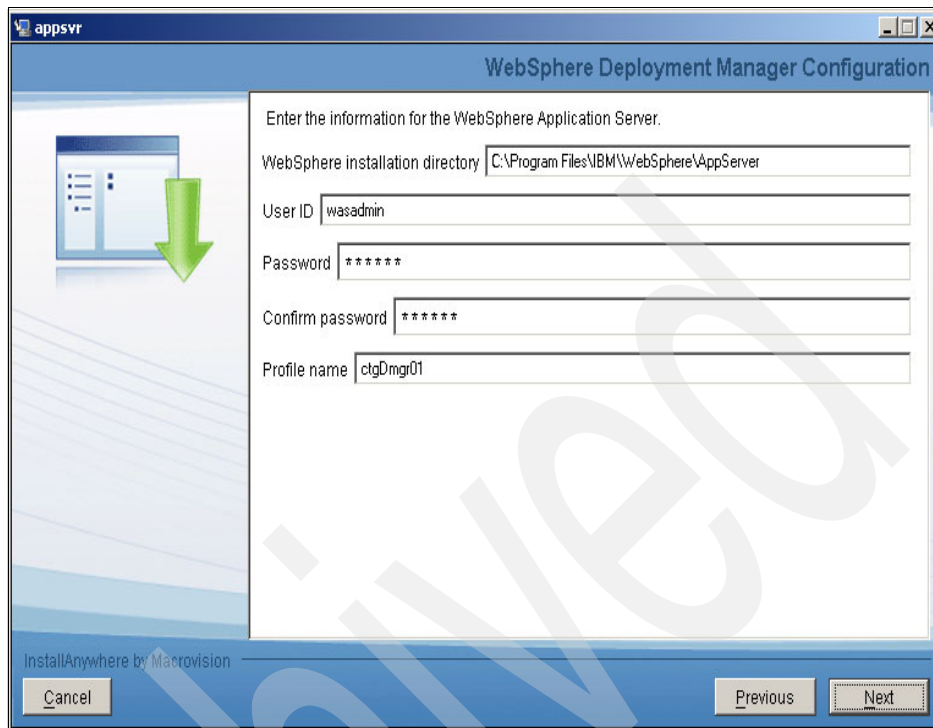 appsvr
WebSphere Deployment Manager Configuration
Enter the information for the WebSphere Application Server.
WebSphere installation directory C:\Program Files\IBM\WebSphere\AppServer
User ID wasadmin
Password ******
Confirm password ******
Profile name ctgDmgr01
InstallAnywhere by Macrovision
Cancel Previous Next
hived